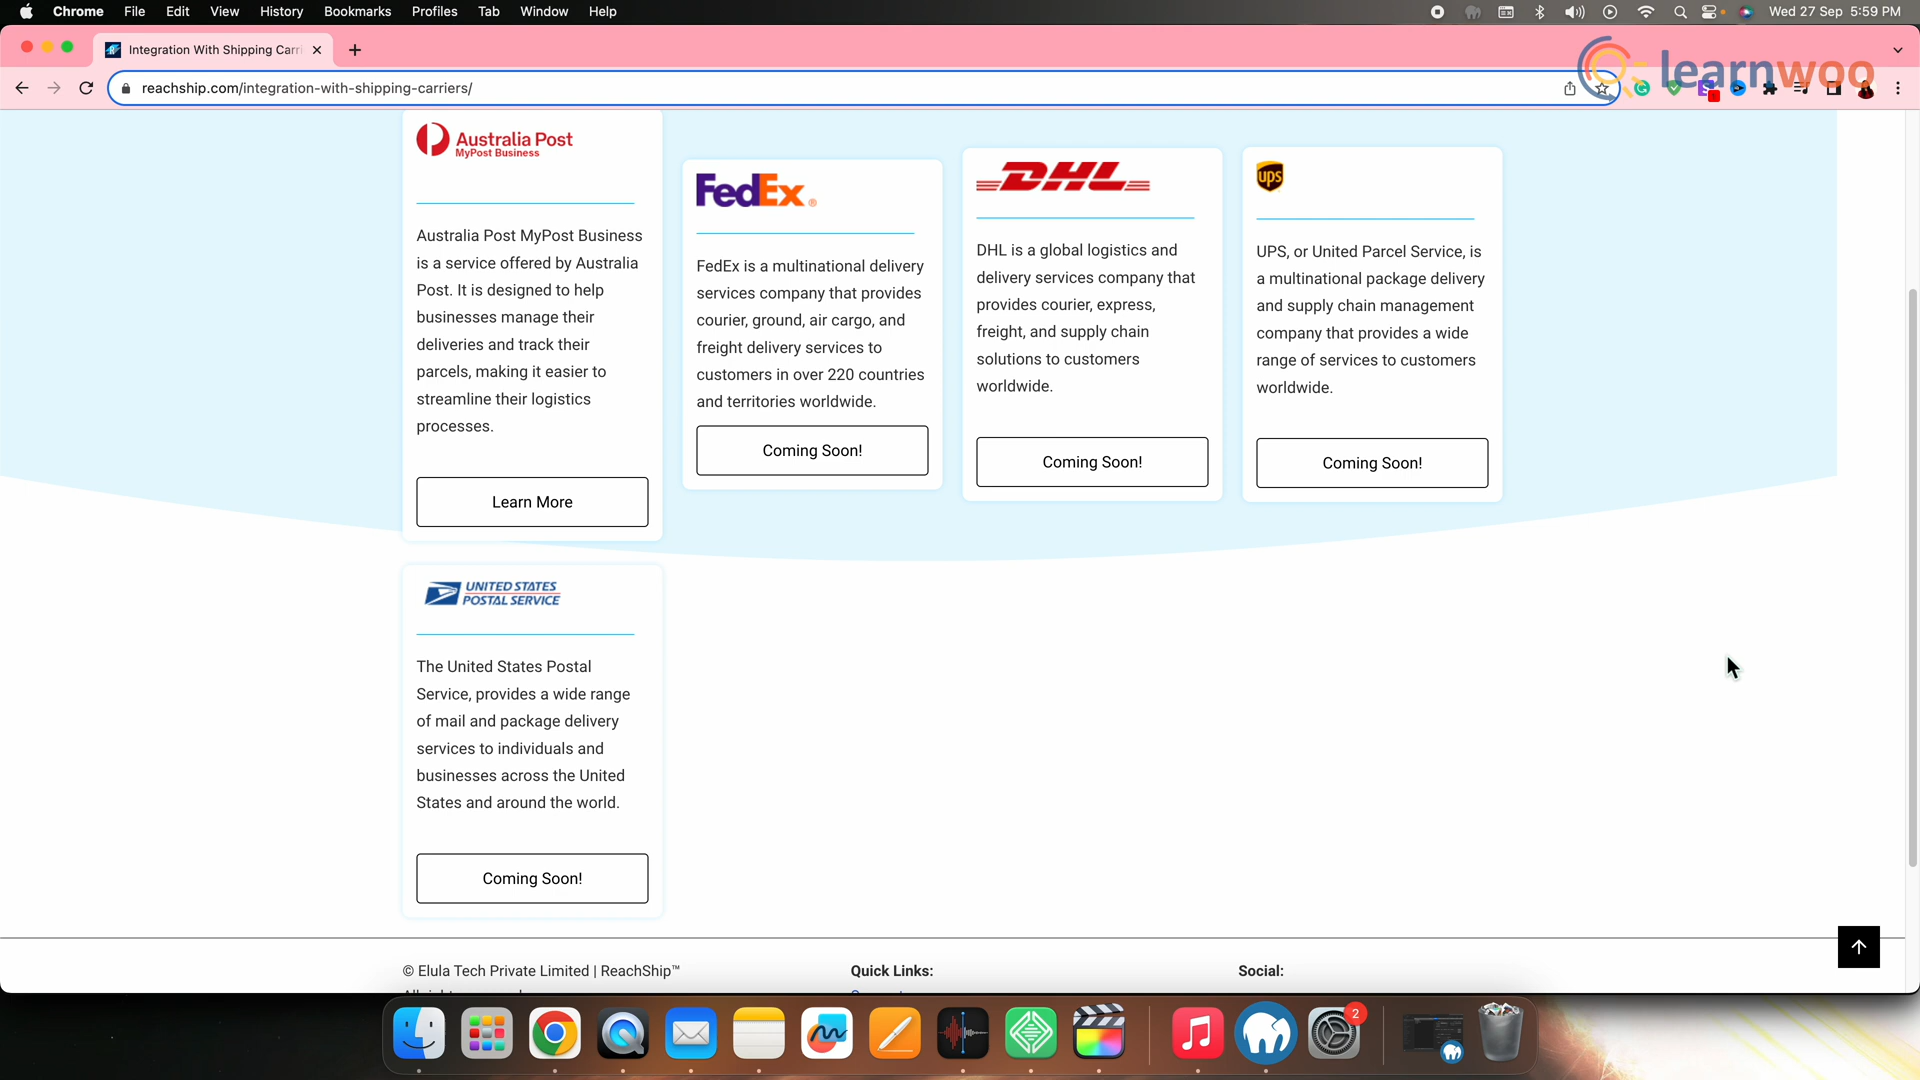 Chrome File Edit View History Bookmarks Profiles Tab Window Help
Wed 27 Sep 5:59 PM
Integration With Shipping Carri
learnwoo
reachship.com/integration-with-shipping-carriers/
Australia Post
MyPost Business
Australia Post MyPost Business
is a service offered by Australia
Post. It is designed to help
businesses manage their
deliveries and track their
parcels, making it easier to
streamline their logistics
processes.
Learn More
FedEx®
FedEx is a multinational delivery
services company that provides
courier, ground, air cargo, and
freight delivery services to
customers in over 220 countries
and territories worldwide.
Coming Soon!
DHL
DHL is a global logistics and
delivery services company that
provides courier, express,
freight, and supply chain
solutions to customers
worldwide.
Coming Soon!
ups
UPS, or United Parcel Service, is
a multinational package delivery
and supply chain management
company that provides a wide
range of services to customers
worldwide.
Coming Soon!
UNITED STATES
POSTAL SERVICE
The United States Postal
Service, provides a wide range
of mail and package delivery
services to individuals and
businesses across the United
States and around the world.
Coming Soon!
© Elula Tech Private Limited | ReachShip™
Quick Links:
Social:
2